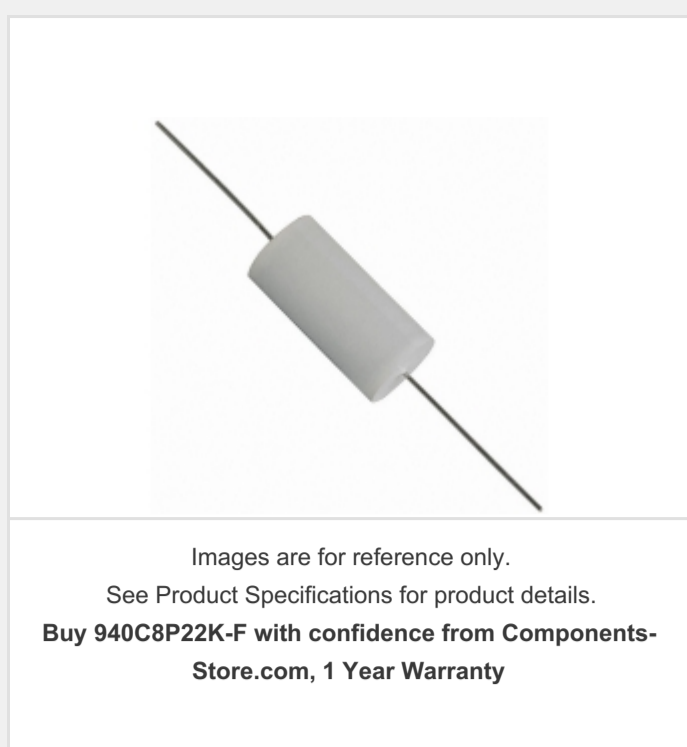 Images are for reference only.
See Product Specifications for product details.
Buy 940C8P22K-F with confidence from Components-
Store.com, 1 Year Warranty